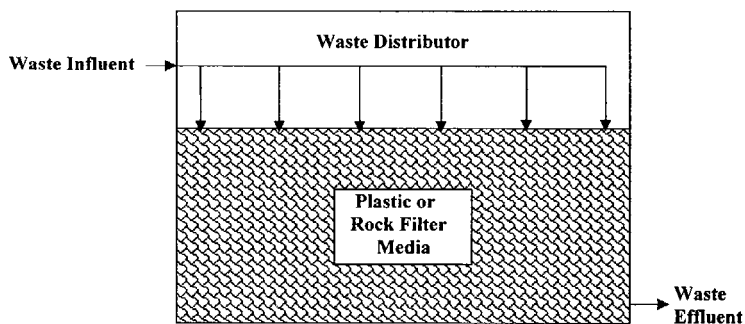 Waste Distributor
Waste Influent
Plastic or
Rock Filter
Media
Waste
Effluent